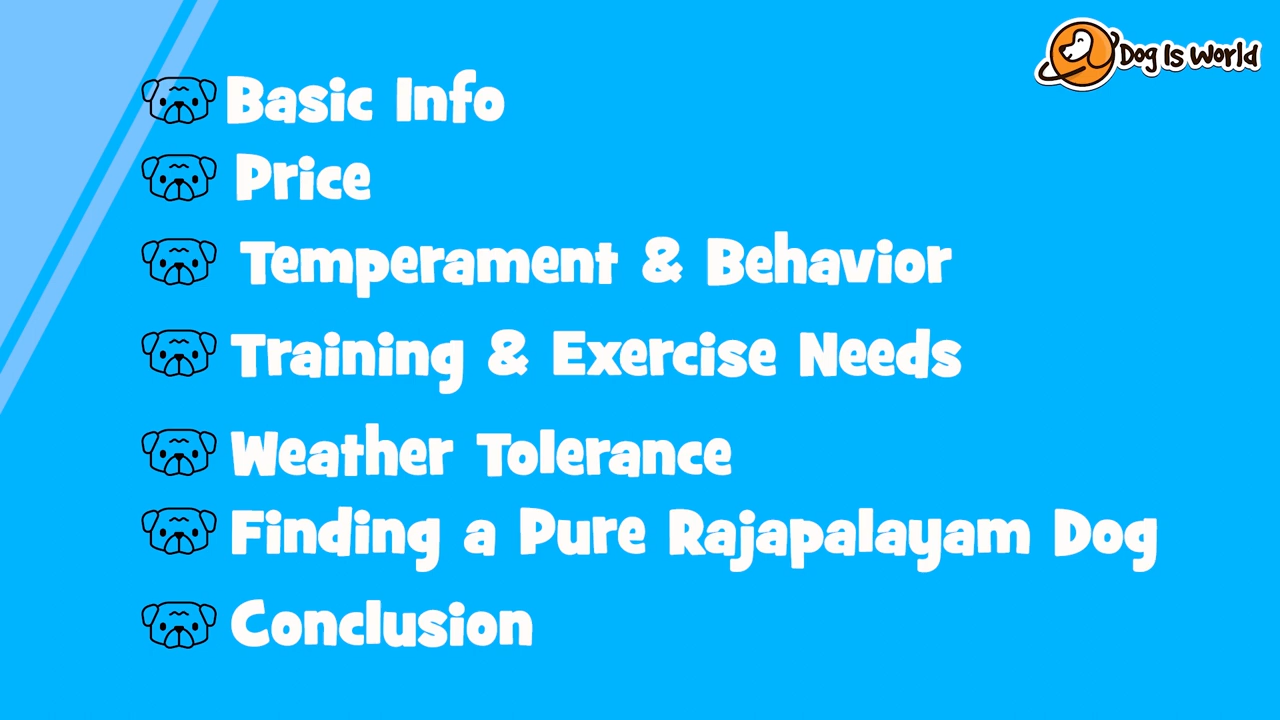 Dog Is World
Basic Info
Price
Temperament & Behavior
Training & Exercise Needs
Weather Tolerance
Finding a Pure Rajapalayam Dog
Conclusion